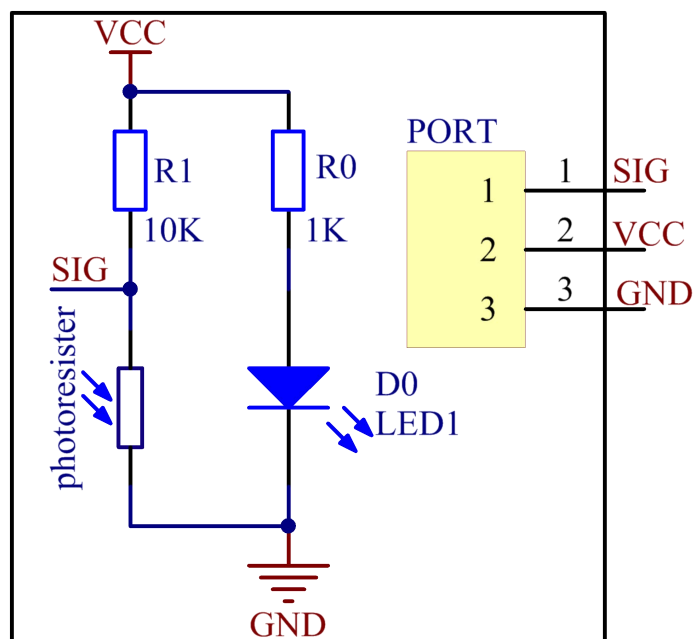 VCC
R1
10K
R0
1K
SIG
photoresister
D0
LED1
GND
PORT
1 1 SIG
2 2 VCC
3 3 GND